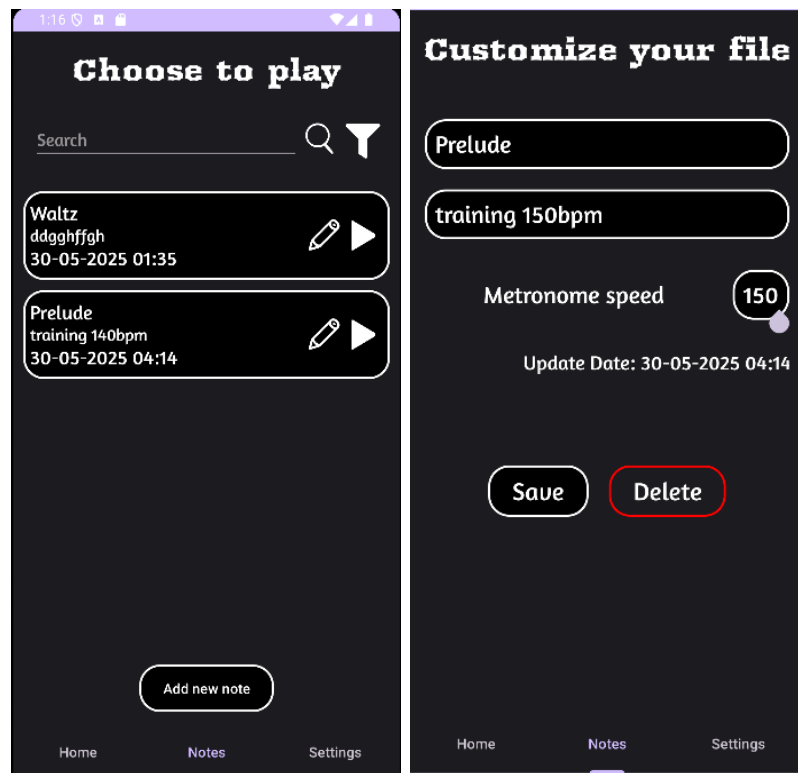 1:16
Choose to play
Search
Waltz
ddgghffgh
30-05-2025 01:35
Prelude
training 140bpm
30-05-2025 04:14
Add new note
Home Notes Settings
Customize your file
Prelude
training 150bpm
Metronome speed 150
Update Date: 30-05-2025 04:14
Save Delete
Home Notes Settings